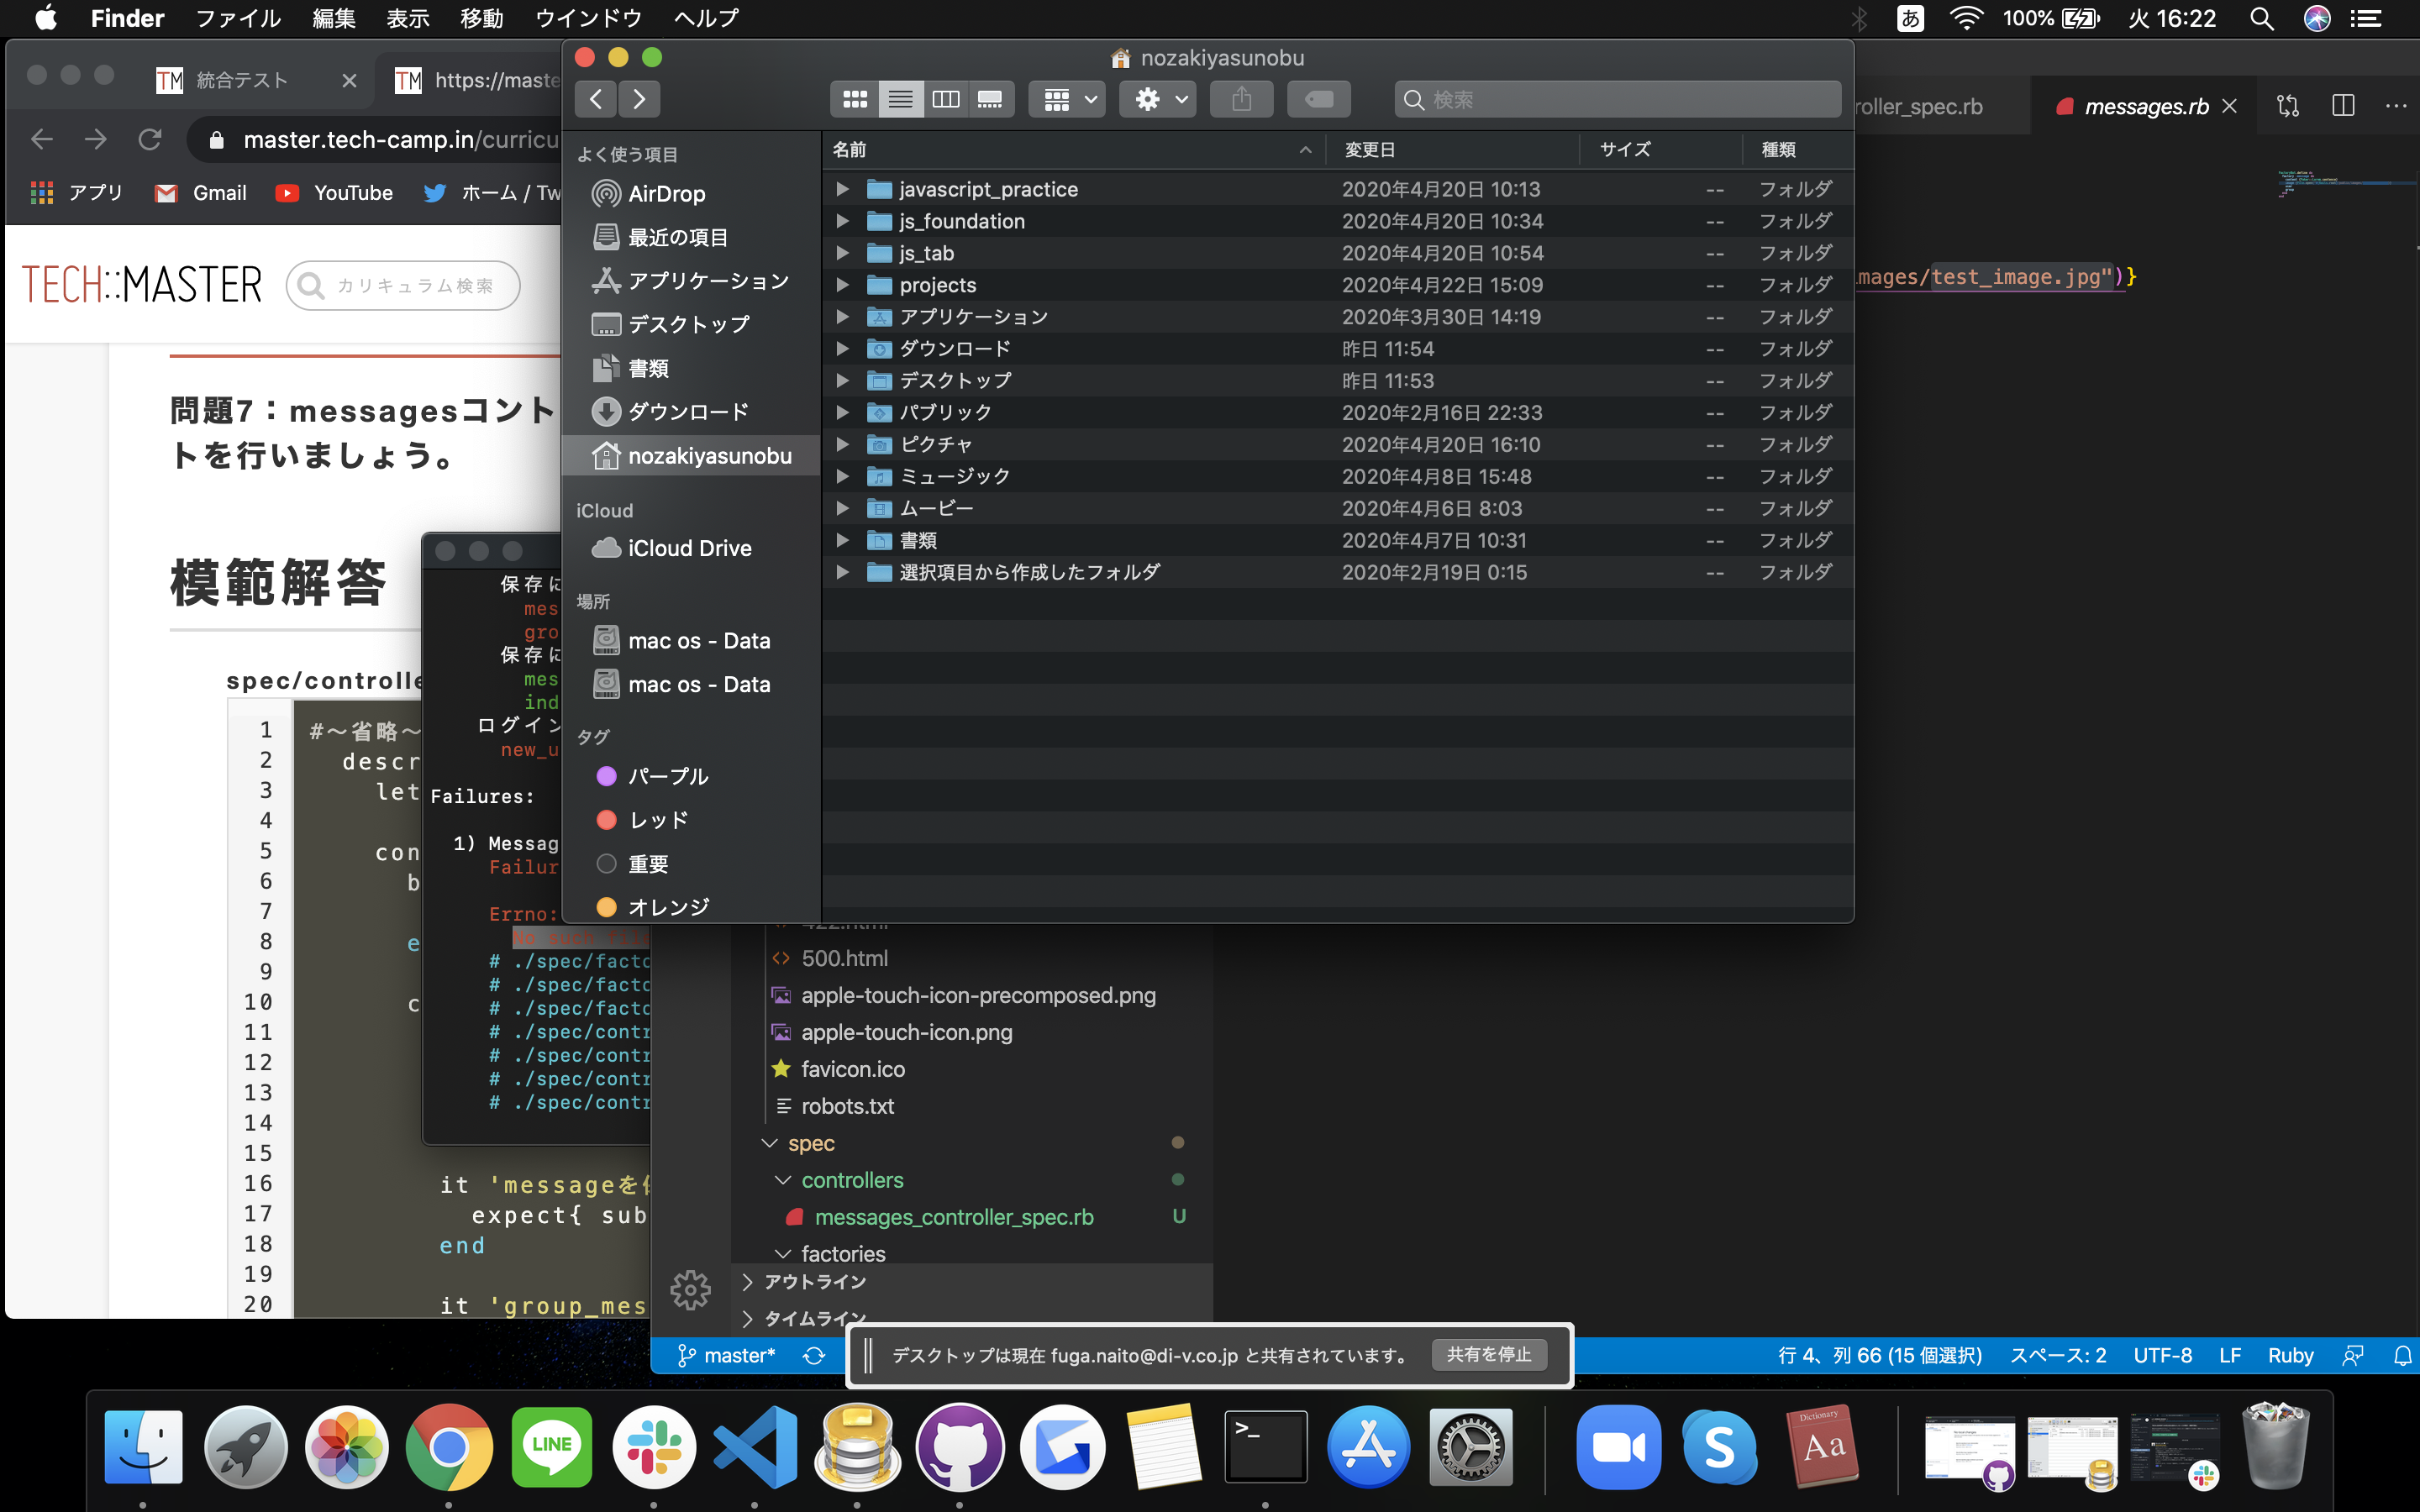 Finder ファイル 編集 表示 移動 ウインドウ ヘルプ
あ 100% 火 16:22
TM 統合テスト
TM https://maste
master.tech-camp.in/curricu
アプリ Gmail YouTube ホーム / Tw
TECH::MASTER カリキュラム検索
問題7：messagesコント
トを行いましょう。
模範解答
spec/controlle
1 #〜省略〜
2 descr
3 let
4
5 con
6 b
7
8 e
9
10 c
11
12
13
14
15
16 it 'messageを
17 expect{ sub
18 end
19
20 it 'group_mes
保存に
mes
gro
保存に
mes
ind
ログイン
new_u
Failures:
1) Messag
Failur
Errno:
No such fil
# ./spec/facto
# ./spec/facto
# ./spec/facto
# ./spec/contr
# ./spec/contr
# ./spec/contr
# ./spec/contr
nozakiyasunobu
検索
よく使う項目
AirDrop
最近の項目
アプリケーション
デスクトップ
書類
ダウンロード
nozakiyasunobu
iCloud
iCloud Drive
場所
mac os - Data
mac os - Data
タグ
パープル
レッド
重要
オレンジ
名前 変更日 サイズ 種類
javascript_practice 2020年4月20日 10:13 -- フォルダ
js_foundation 2020年4月20日 10:34 -- フォルダ
js_tab 2020年4月20日 10:54 -- フォルダ
projects 2020年4月22日 15:09 -- フォルダ
アプリケーション 2020年3月30日 14:19 -- フォルダ
ダウンロード 昨日 11:54 -- フォルダ
デスクトップ 昨日 11:53 -- フォルダ
パブリック 2020年2月16日 22:33 -- フォルダ
ピクチャ 2020年4月20日 16:10 -- フォルダ
ミュージック 2020年4月8日 15:48 -- フォルダ
ムービー 2020年4月6日 8:03 -- フォルダ
書類 2020年4月7日 10:31 -- フォルダ
選択項目から作成したフォルダ 2020年2月19日 0:15 -- フォルダ
roller_spec.rb messages.rb
mages/test_image.jpg")}
422.html
500.html
apple-touch-icon-precomposed.png
apple-touch-icon.png
favicon.ico
robots.txt
spec
controllers
messages_controller_spec.rb U
factories
アウトライン
タイムライン
master*
デスクトップは現在 fuga.naito@di-v.co.jp と共有されています。 共有を停止
行 4、列 66 (15 個選択) スペース: 2 UTF-8 LF Ruby
LINE
>_
S
Dictionary
Aa